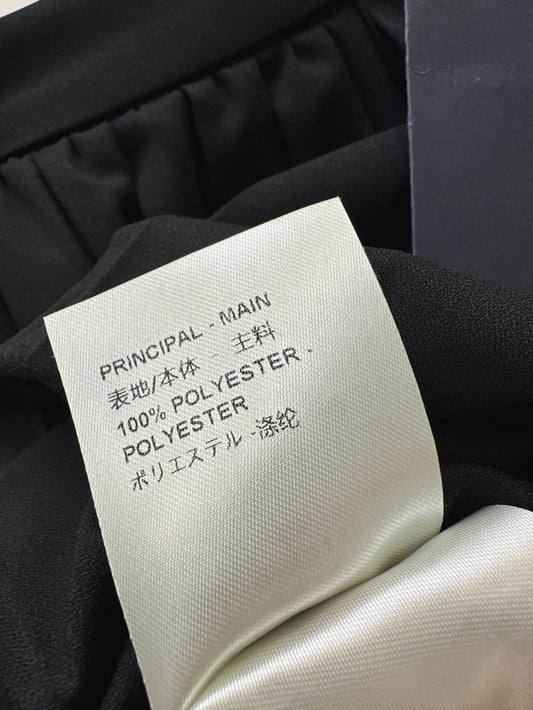 PRINCIPAL - MAIN
表地/本体 - 主料
100% POLYESTER -
POLYESTER
ポリエステル -涤纶